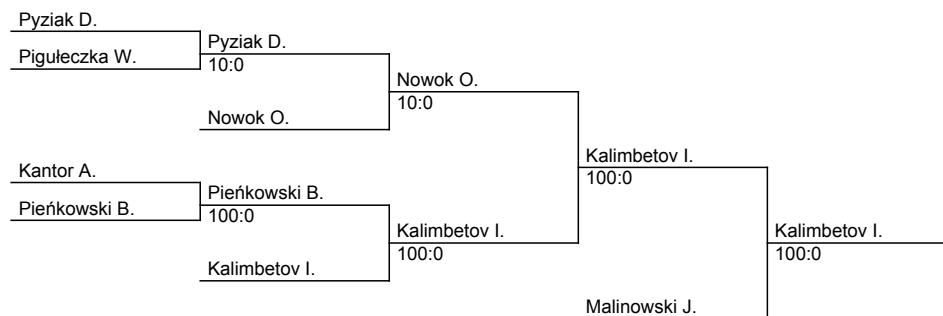 Pyziak D.
Pigułeczka W.
Pyziak D.
10:0
Nowok O.
Nowok O.
10:0
Kantor A.
Pieńkowski B.
Pieńkowski B.
100:0
Kalimbetov I.
Kalimbetov I.
100:0
Kalimbetov I.
100:0
Malinowski J.
Kalimbetov I.
100:0